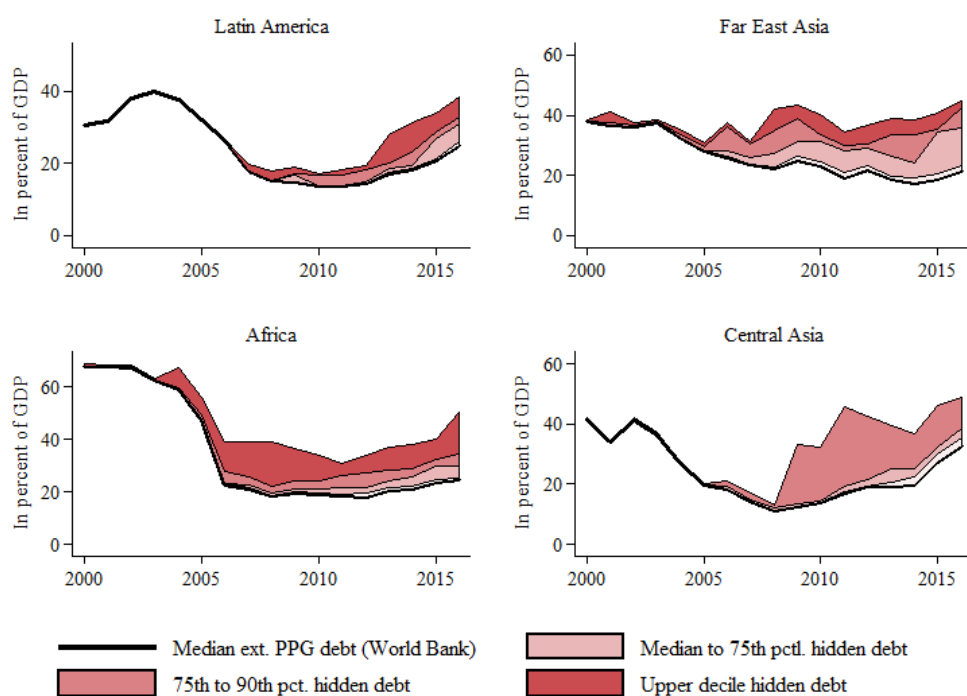 Latin America
In percent of GDP
40
20
0
2000
2005
2010
2015
Far East Asia
In percent of GDP
60
40
20
0
2000
2005
2010
2015
Africa
In percent of GDP
60
40
20
0
2000
2005
2010
2015
Central Asia
In percent of GDP
60
40
20
0
2000
2005
2010
2015
Median ext. PPG debt (World Bank)
Median to 75th pctl. hidden debt
75th to 90th pct. hidden debt
Upper decile hidden debt